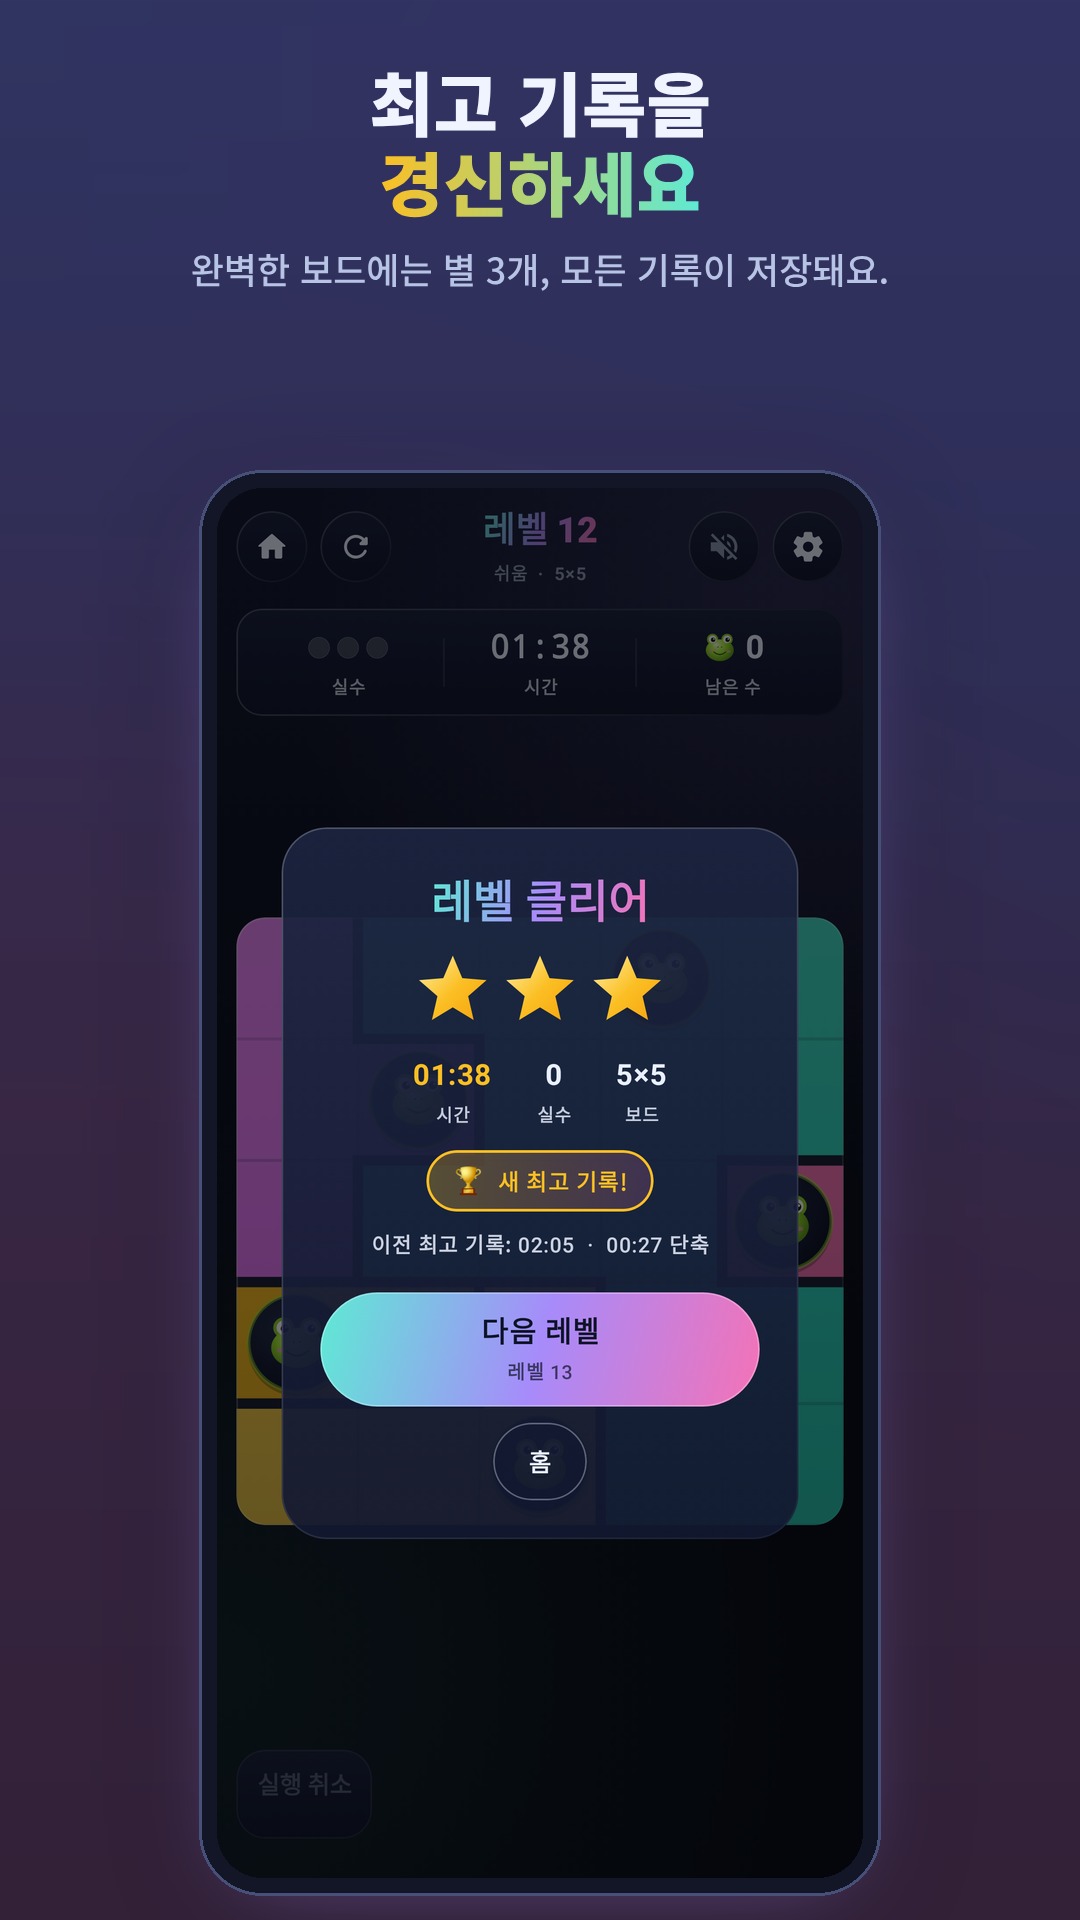 최고 기록을
경신하세요
완벽한 보드에는 별 3개, 모든 기록이 저장돼요.
레벨 12
쉬움 · 5×5
01:38
0
실수
시간
남은 수
레벨 클리어
01:38
0
5×5
시간
실수
보드
새 최고 기록!
이전 최고 기록: 02:05 · 00:27 단축
다음 레벨
레벨 13
홈
실행 취소